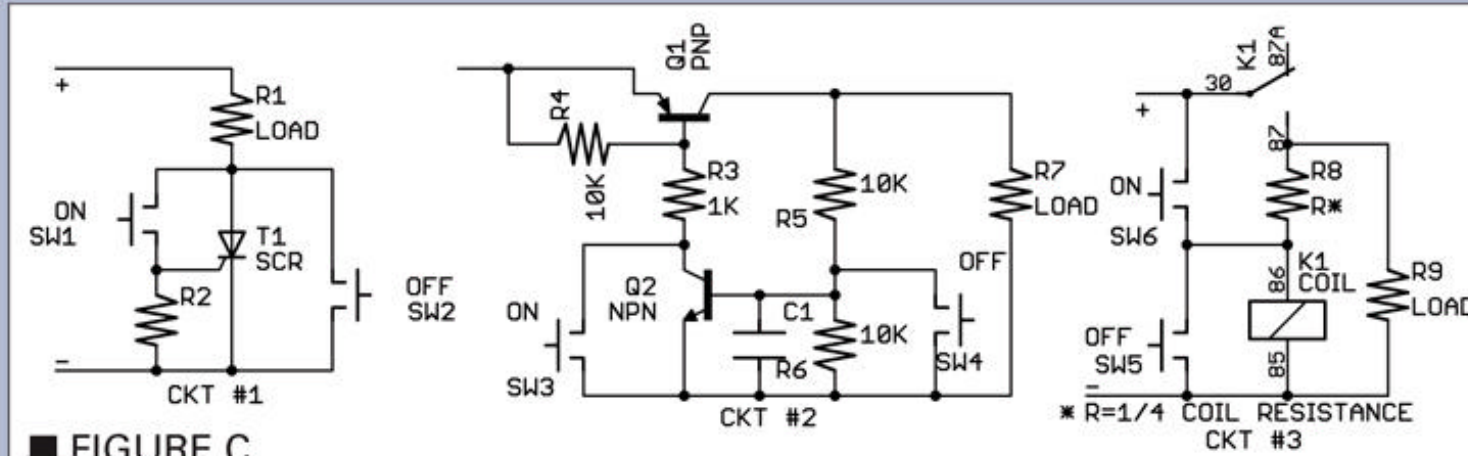 +
R1
LOAD
ON
SW1
T1
SCR
R2
OFF
SW2
-
CKT #1
Q1
PNP
R4
10K
R3
1K
10K
R5
R7
LOAD
OFF
Q2
NPN
ON
SW3
C1
10K
R6
SW4
CKT #2
K1
87A
30
+
87
ON
SW6
R8
R*
86
K1
COIL
R9
LOAD
OFF
SW5
85
-
* R=1/4 COIL RESISTANCE
CKT #3
■ FIGURE C